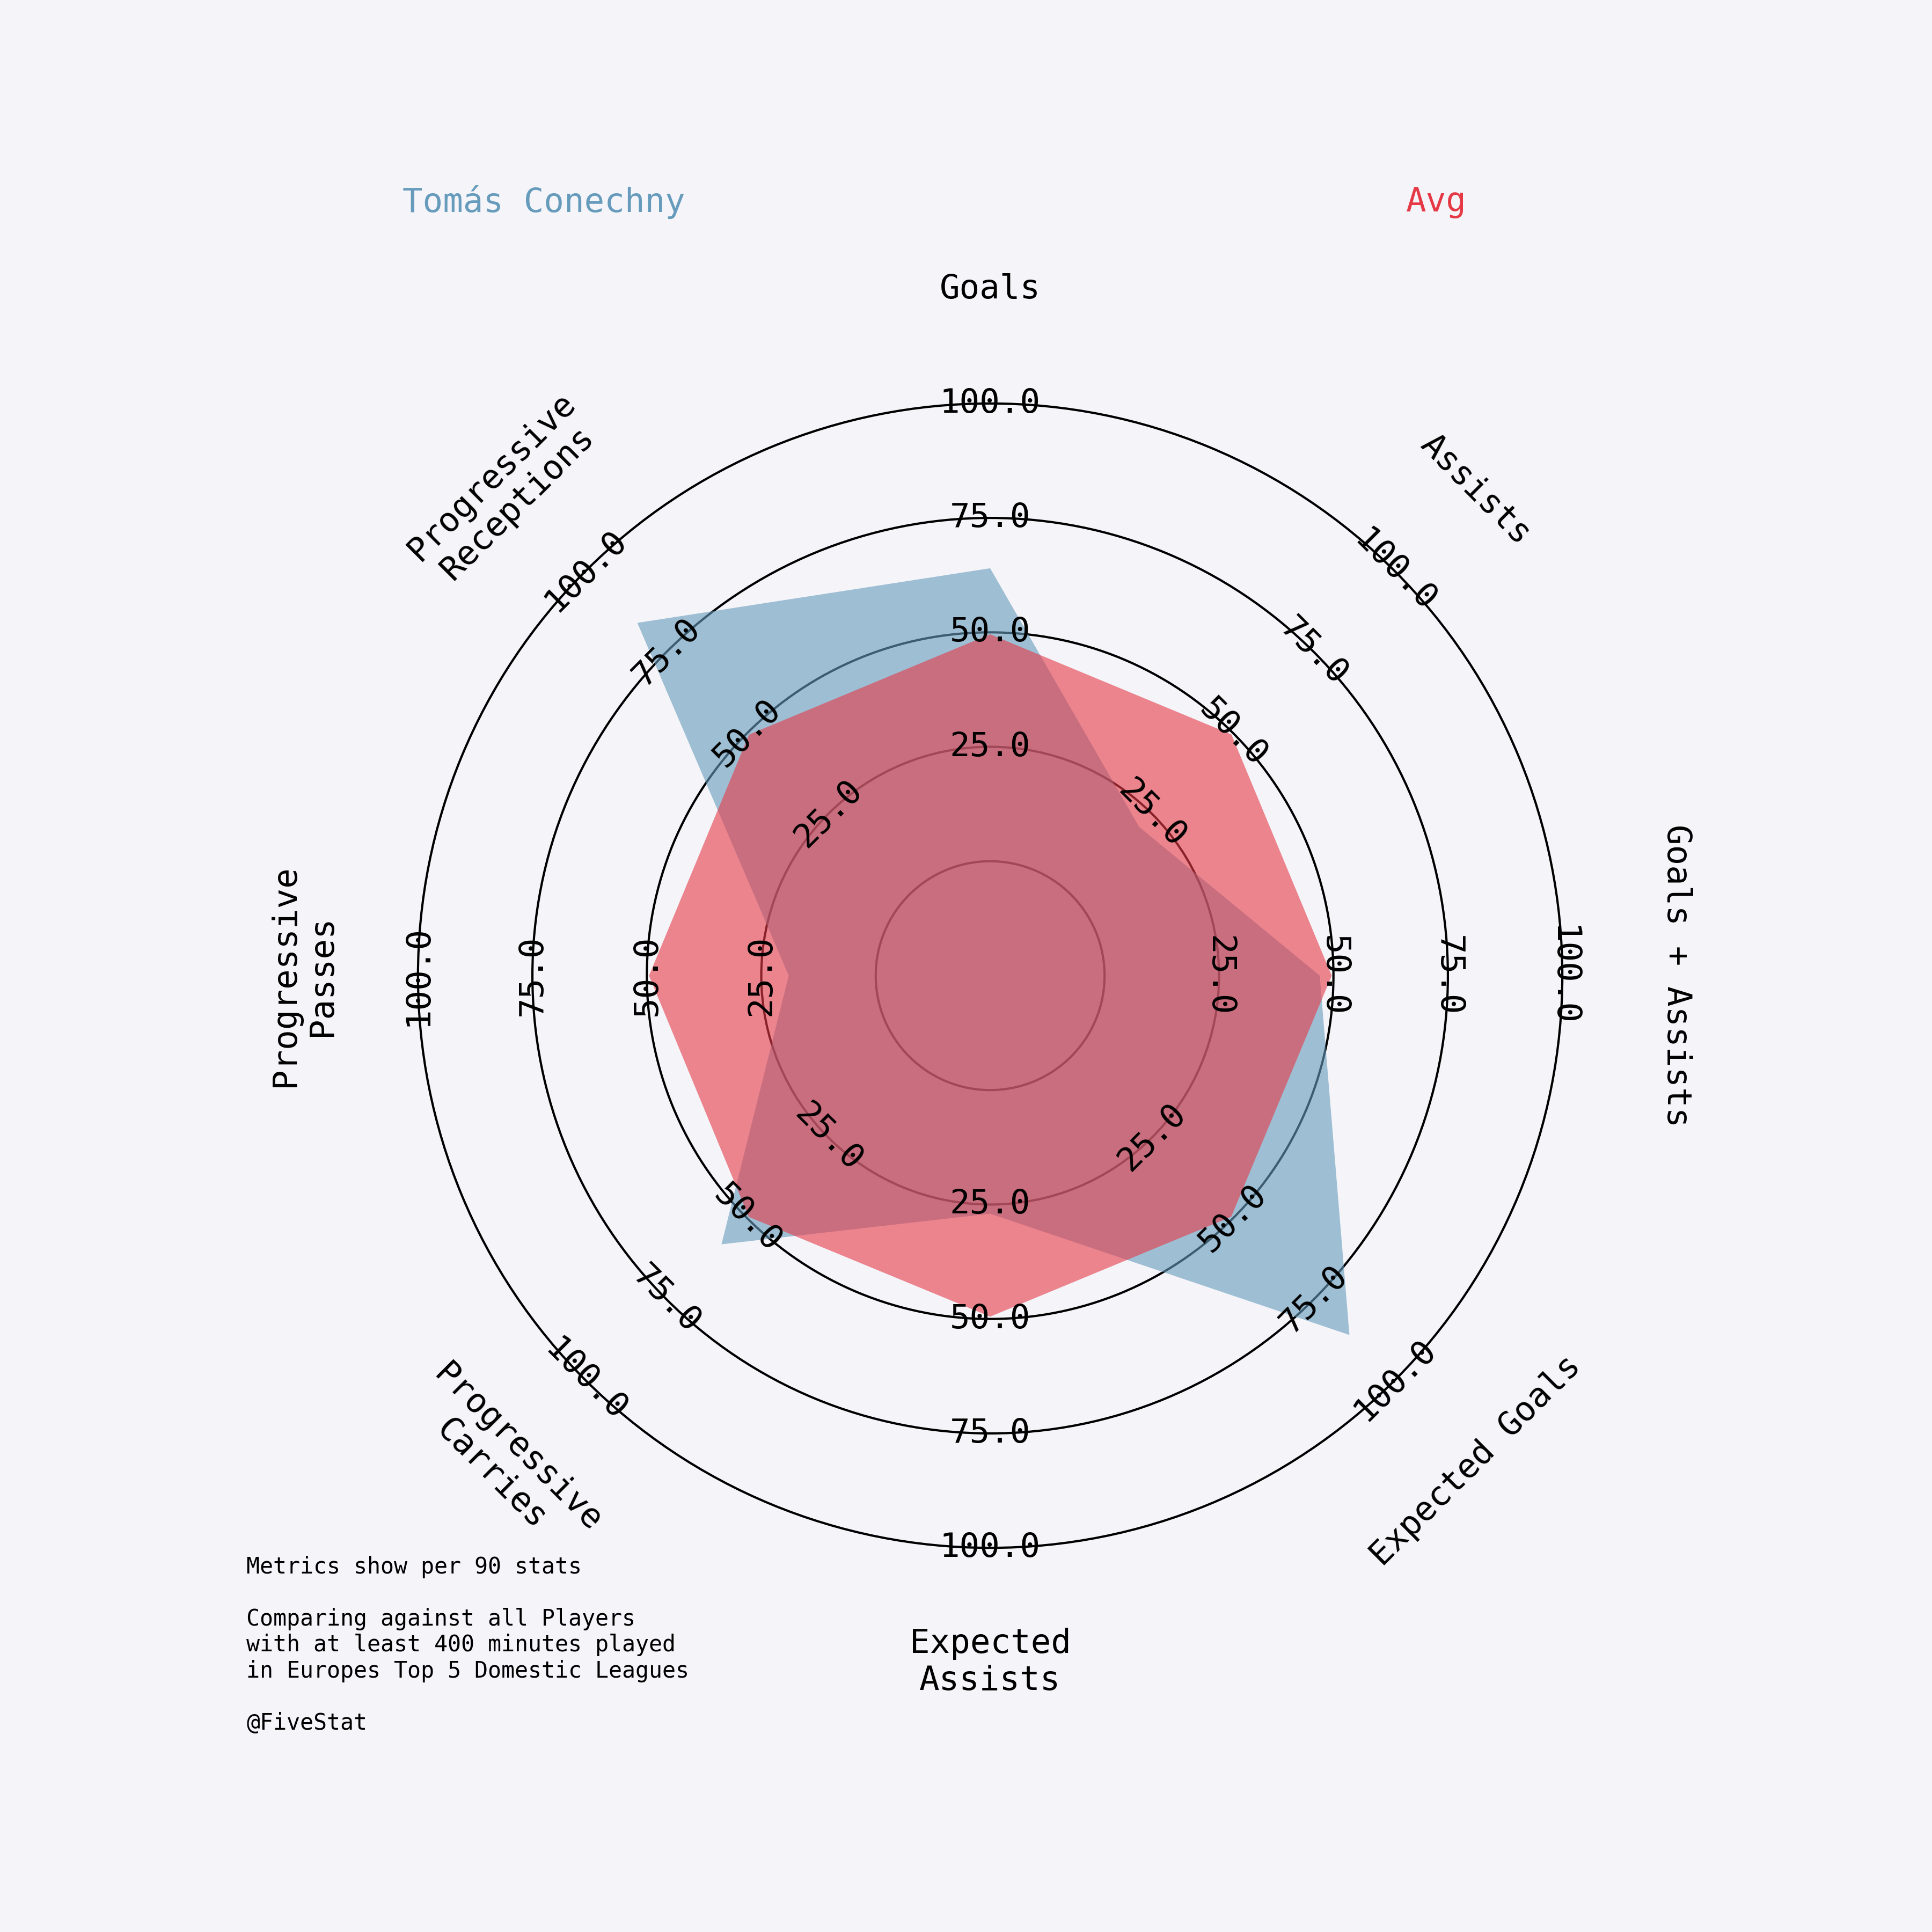 Tomás Conechny
Avg
Goals
Assists
Goals + Assists
Expected Goals
Expected
Assists
Progressive
Carries
Progressive
Passes
Progressive
Receptions
25.0
50.0
75.0
100.0
25.0
50.0
75.0
100.0
25.0
50.0
75.0
100.0
25.0
50.0
75.0
100.0
25.0
50.0
75.0
100.0
25.0
50.0
75.0
100.0
25.0
50.0
75.0
100.0
25.0
50.0
75.0
100.0
Metrics show per 90 stats
Comparing against all Players
with at least 400 minutes played
in Europes Top 5 Domestic Leagues
@FiveStat